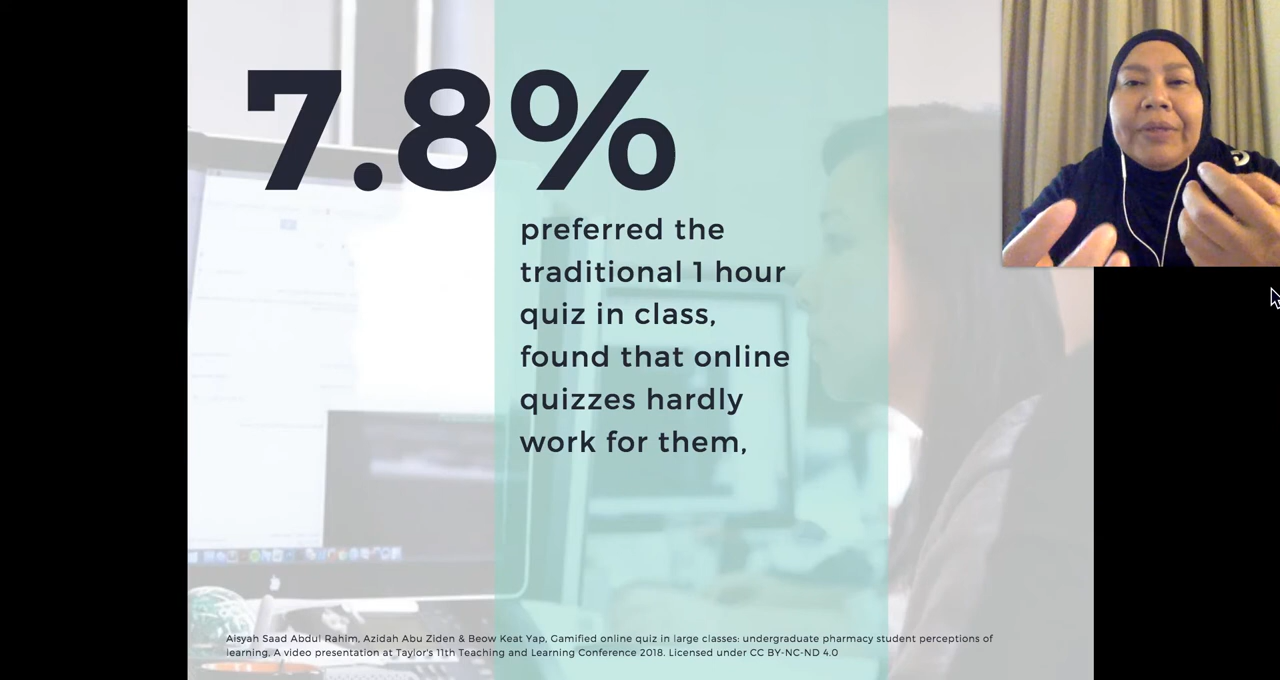 7.8%
preferred the
traditional 1 hour
quiz in class,
found that online
quizzes hardly
work for them,
Aisyah Saad Abdul Rahim, Azidah Abu Ziden & Beow Keat Yap, Gamified online quiz in large classes: undergraduate pharmacy student perceptions of
learning, A video presentation at Taylor's 11th Teaching and Learning Conference 2018. Licensed under CC BY-NC-ND 4.0